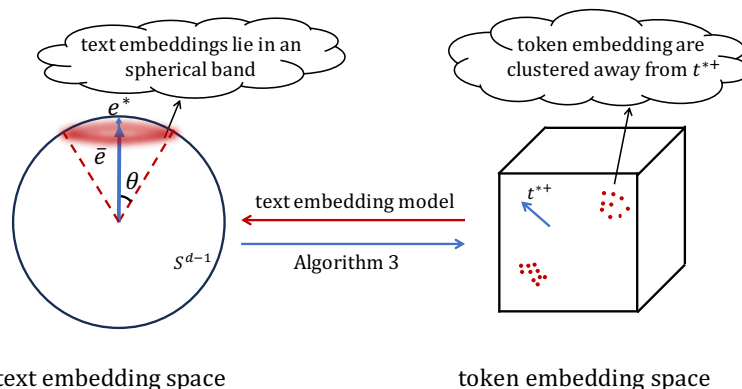 text embeddings lie in an
spherical band
token embedding are
clustered away from t*+
e*
ē
θ
S^{d−1}
text embedding model
Algorithm 3
t*+
text embedding space
token embedding space